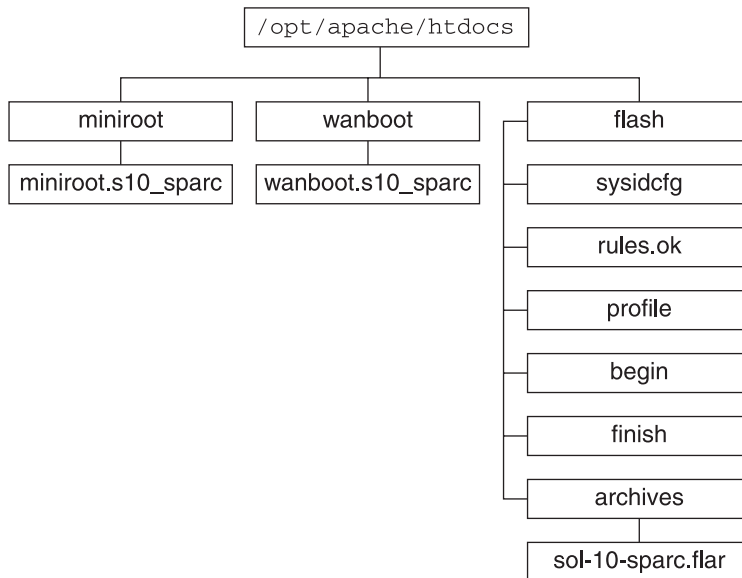 /opt/apache/htdocs
miniroot
wanboot
flash
miniroot.s10_sparc
wanboot.s10_sparc
sysidcfg
rules.ok
profile
begin
finish
archives
sol-10-sparc.flar